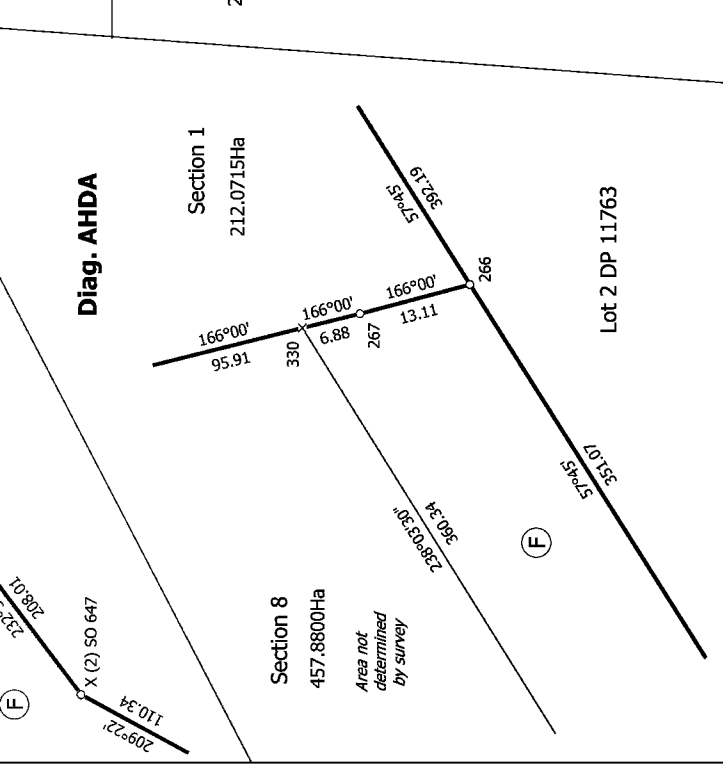 Diag. AHDA
Section 1
212.0715Ha
57°45'
392.19
166°00'
95.91
330
166°00'
6.88
267
166°00'
13.11
266
Lot 2 DP 11763
57°45'
351.07
238°03'30"
360.34
F
Section 8
457.8800Ha
Area not
determined
by survey
208.01
X (2) SO 647
F
209°22'
110.34